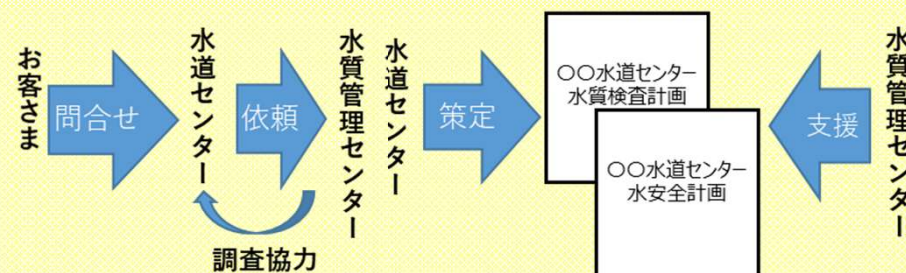 お客さま
問合せ
水道センター
依頼
水質管理センター
調査協力
水道センター
策定
〇〇水道センター
水質検査計画
〇〇水道センター
水安全計画
支援
水質管理センター